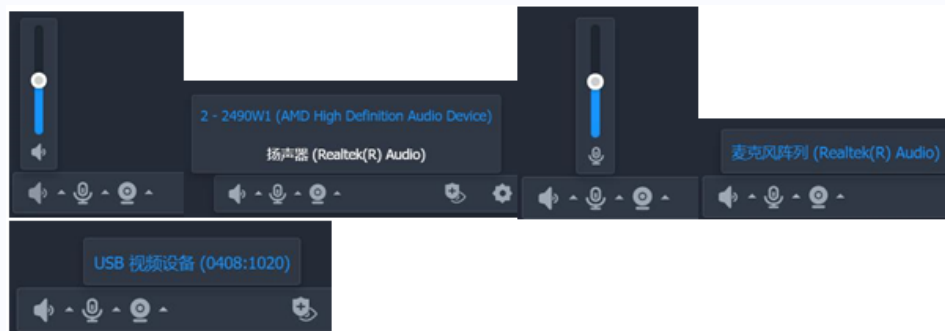 2 - 2490W1 (AMD High Definition Audio Device)
扬声器 (Realtek(R) Audio)
麦克风阵列 (Realtek(R) Audio)
USB 视频设备 (0408:1020)